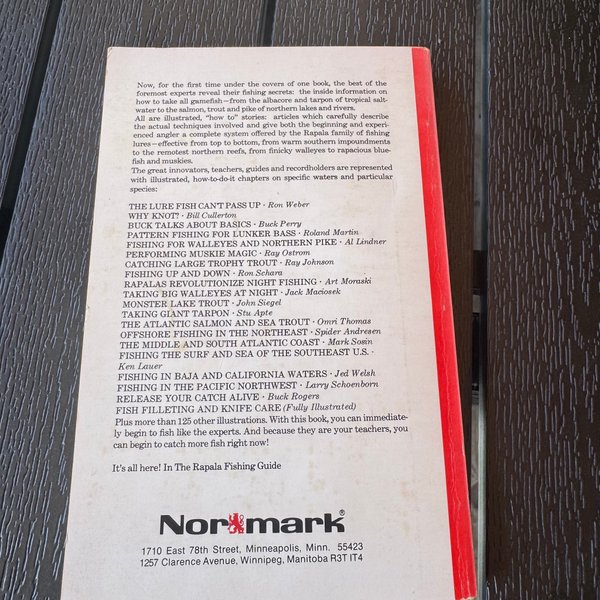 Now, for the first time under the covers of one book, the best of the
foremost experts reveal their fishing secrets: the inside information on
how to take all gamefish—from the albacore and tarpon of tropical salt-
water to the salmon, trout and pike of northern lakes and rivers.
All are illustrated, "how to" stories: articles which carefully describe
the actual techniques involved and give both the beginning and experi-
enced angler a complete system offered by the Rapala family of fishing
lures—effective from top to bottom, from warm southern impoundments
to the remotest northern reefs, from finicky walleyes to rapacious blue-
fish and muskies.
The great innovators, teachers, guides and recordholders are represented
with illustrated, how-to-do-it chapters on specific waters and particular
species:
THE LURE FISH CAN'T PASS UP · Ron Weber
WHY KNOT? · Bill Cullerton
BUCK TALKS ABOUT BASICS · Buck Perry
PATTERN FISHING FOR LUNKER BASS · Roland Martin
FISHING FOR WALLEYES AND NORTHERN PIKE · Al Lindner
PERFORMING MUSKIE MAGIC · Ray Ostrom
CATCHING LARGE TROPHY TROUT · Ray Johnson
FISHING UP AND DOWN · Ron Schara
RAPALAS REVOLUTIONIZE NIGHT FISHING · Art Moraski
TAKING BIG WALLEYES AT NIGHT · Jack Maciosek
MONSTER LAKE TROUT · John Siegel
TAKING GIANT TARPON · Stu Apte
THE ATLANTIC SALMON AND SEA TROUT · Omri Thomas
OFFSHORE FISHING IN THE NORTHEAST · Spider Andresen
THE MIDDLE AND SOUTH ATLANTIC COAST · Mark Sosin
FISHING THE SURF AND SEA OF THE SOUTHEAST U.S. ·
Ken Lauer
FISHING IN BAJA AND CALIFORNIA WATERS · Jed Welsh
FISHING IN THE PACIFIC NORTHWEST · Larry Schoenborn
RELEASE YOUR CATCH ALIVE · Buck Rogers
FISH FILLETING AND KNIFE CARE (Fully Illustrated)
Plus more than 125 other illustrations. With this book, you can immediate-
ly begin to fish like the experts. And because they are your teachers, you
can begin to catch more fish right now!
It's all here! In The Rapala Fishing Guide
Normark®
1710 East 78th Street, Minneapolis, Minn. 55423
1257 Clarence Avenue, Winnipeg, Manitoba R3T IT4